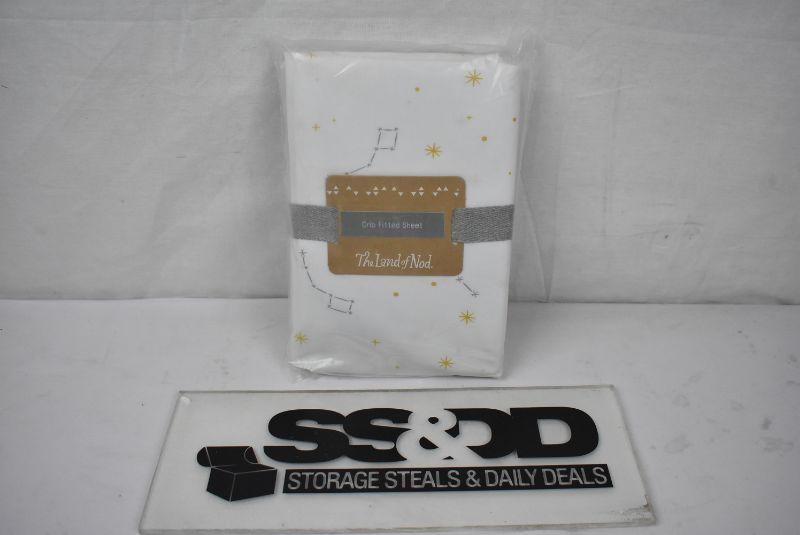 Crib Fitted Sheet
The Land of Nod.
SS&DD
STORAGE STEALS & DAILY DEALS